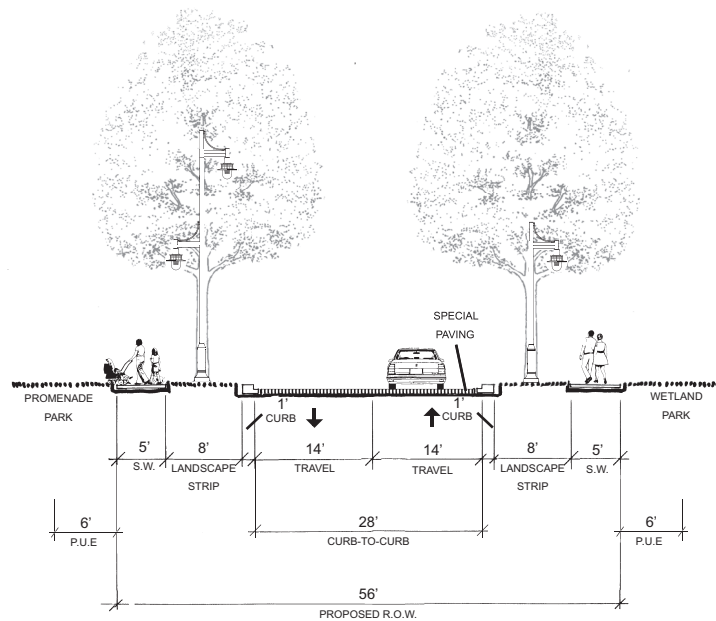 SPECIAL
PAVING
PROMENADE
PARK
WETLAND
PARK
1’
CURB
1’
CURB
5’
8’
14’
14’
8’
5’
S.W.
LANDSCAPE
STRIP
TRAVEL
TRAVEL
LANDSCAPE
STRIP
S.W.
6’
28’
6’
P.U.E
CURB-TO-CURB
P.U.E
56’
PROPOSED R.O.W.